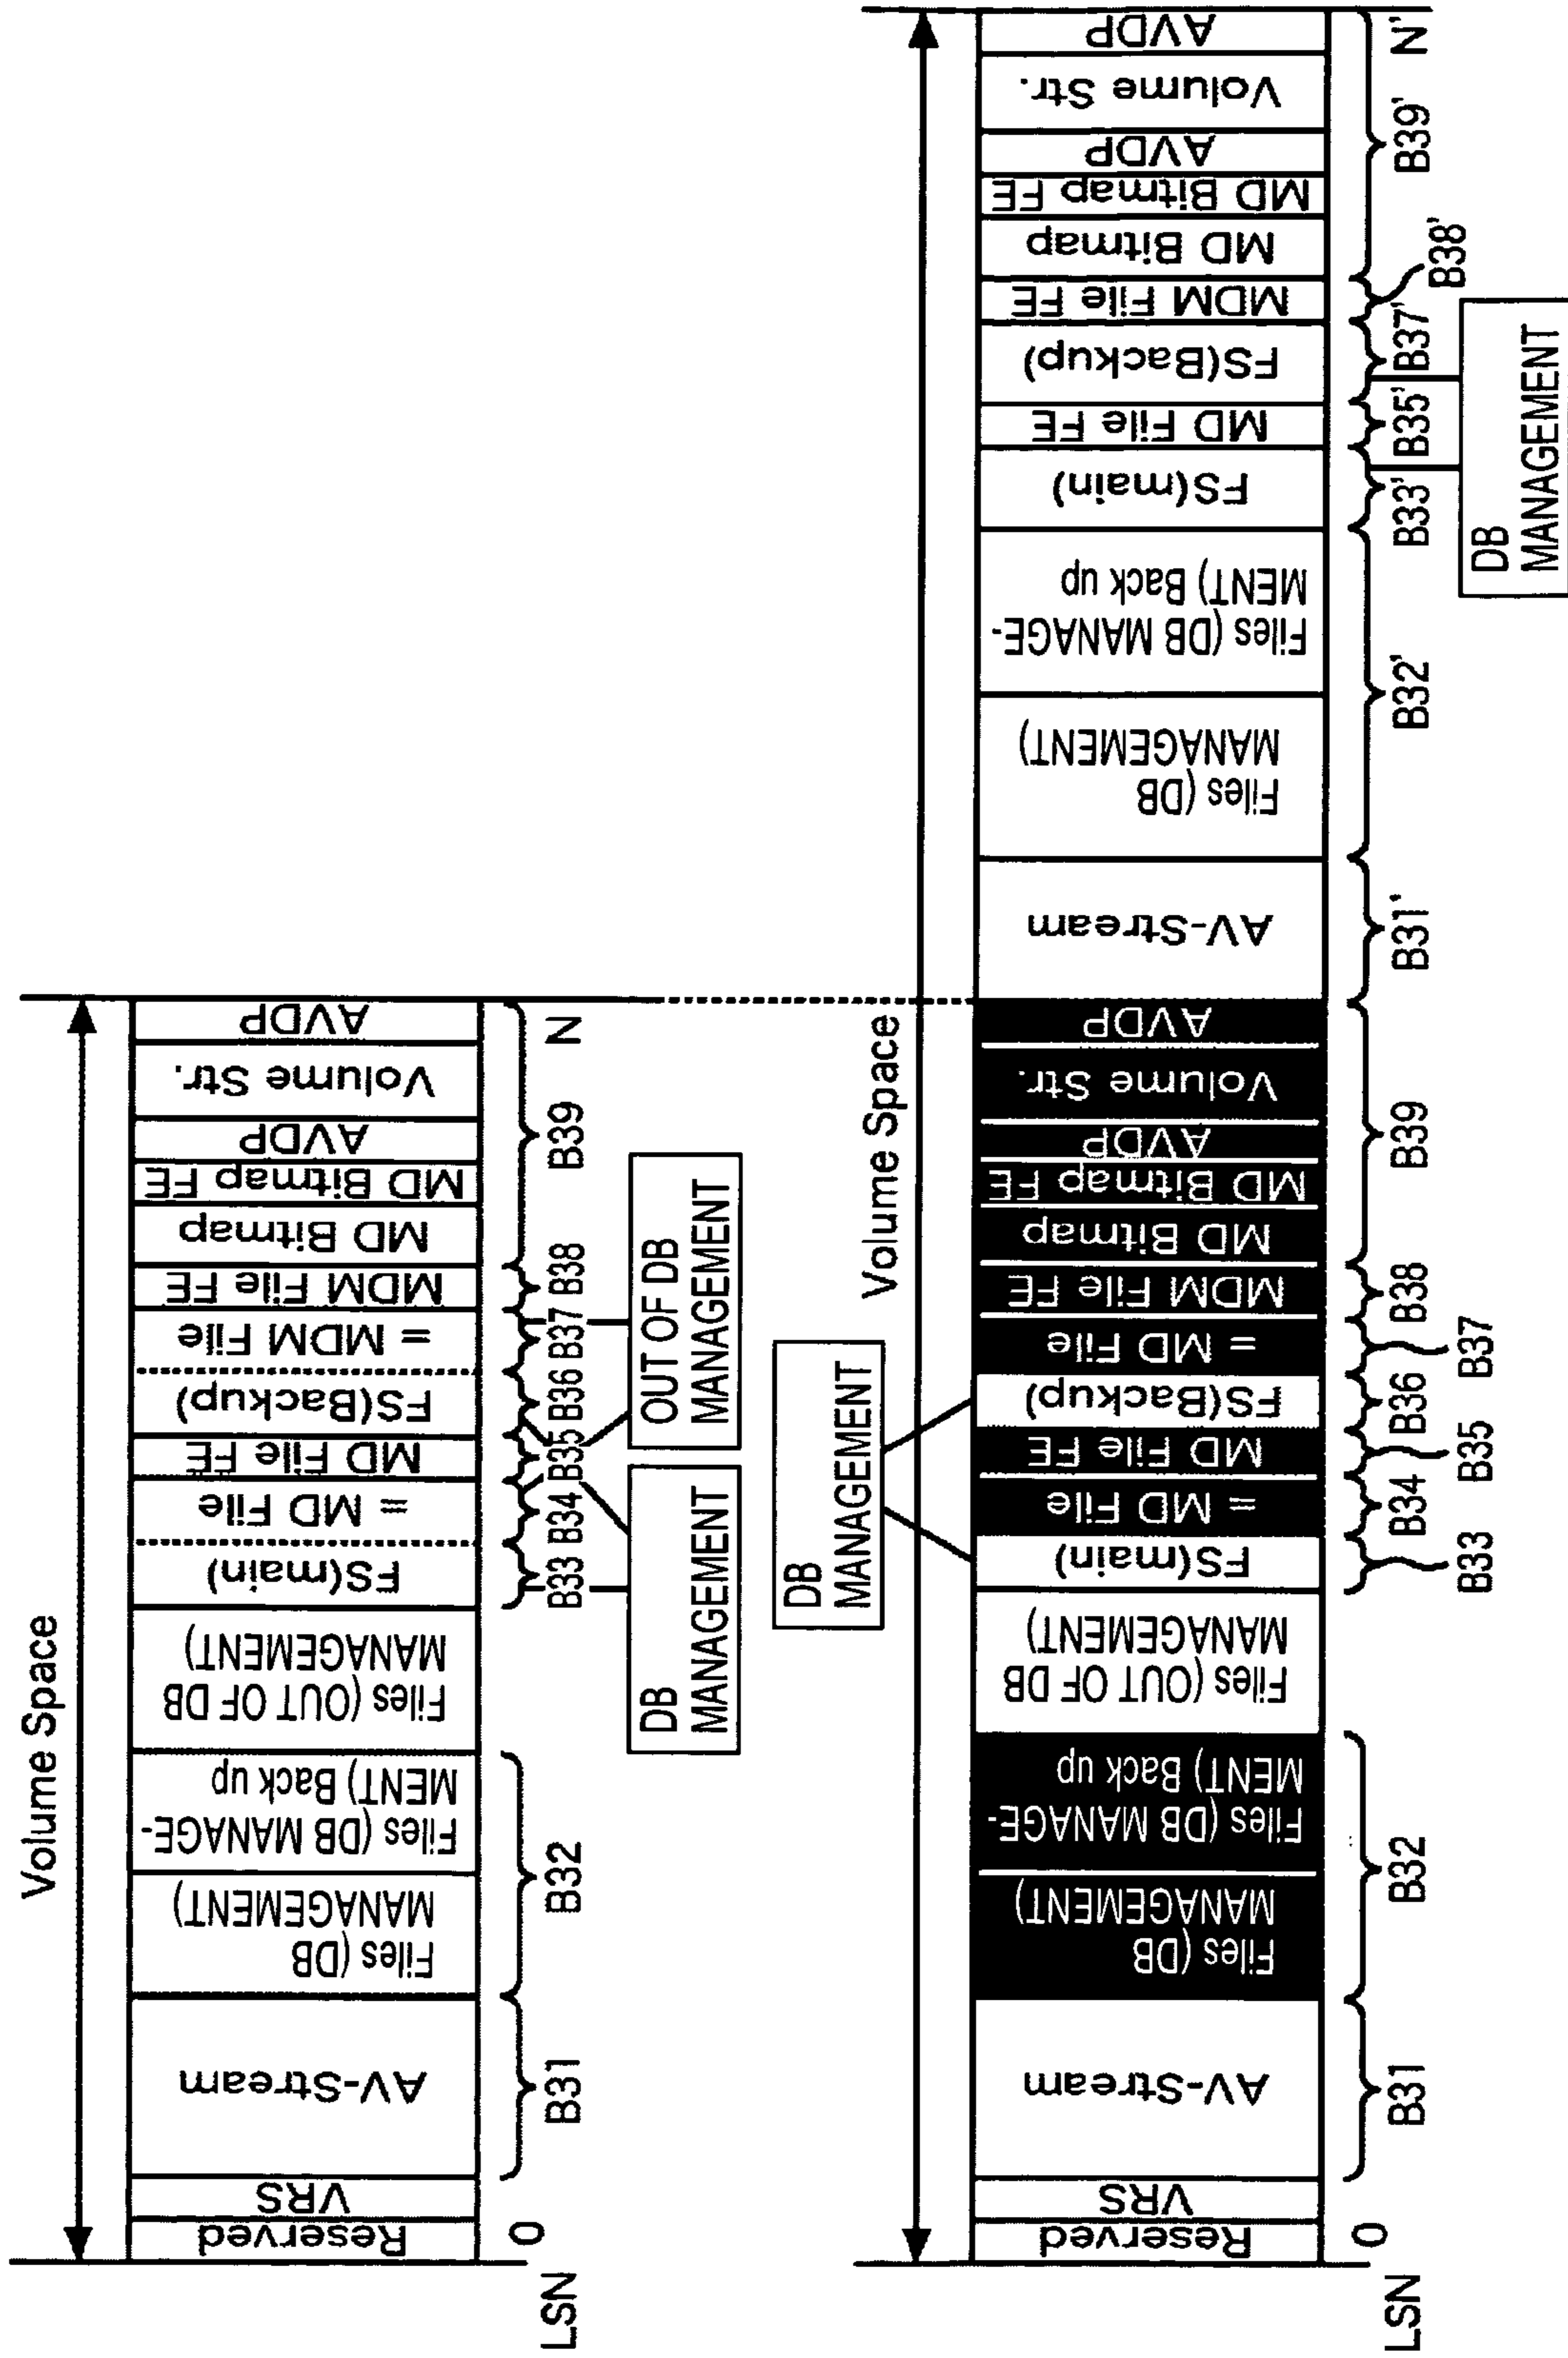 Volume Space
Reserved
VRS
AV-Stream
Files (DB
MANAGEMENT)
Files (DB MANAGE-
MENT) Back up
Files (OUT OF DB
MANAGEMENT)
FS(main)
= MD File
MD File FE
FS(Backup)
= MDM File
MDM File FE
MD Bitmap
MD Bitmap FE
AVDP
Volume Str.
AVDP
LSN
0
B31
B32
B33
B34
B35
B36
B37
B38
B39
N
DB
MANAGEMENT
OUT OF DB
MANAGEMENT
DB
MANAGEMENT
Volume Space
Reserved
VRS
AV-Stream
Files (DB
MANAGEMENT)
Files (DB MANAGE-
MENT) Back up
Files (OUT OF DB
MANAGEMENT)
FS(main)
= MD File
MD File FE
FS(Backup)
= MD File
MDM File FE
MD Bitmap
MD Bitmap FE
AVDP
Volume Str.
AVDP
AV-Stream
Files (DB
MANAGEMENT)
Files (DB MANAGE-
MENT) Back up
FS(main)
MD File FE
FS(Backup)
MDM File FE
MD Bitmap
MD Bitmap FE
AVDP
Volume Str.
AVDP
LSN
0
B31
B32
B33
B34
B35
B36
B37
B38
B39
B31'
B32'
B33'
B35'
B37'
B38'
B39'
N'
DB
MANAGEMENT